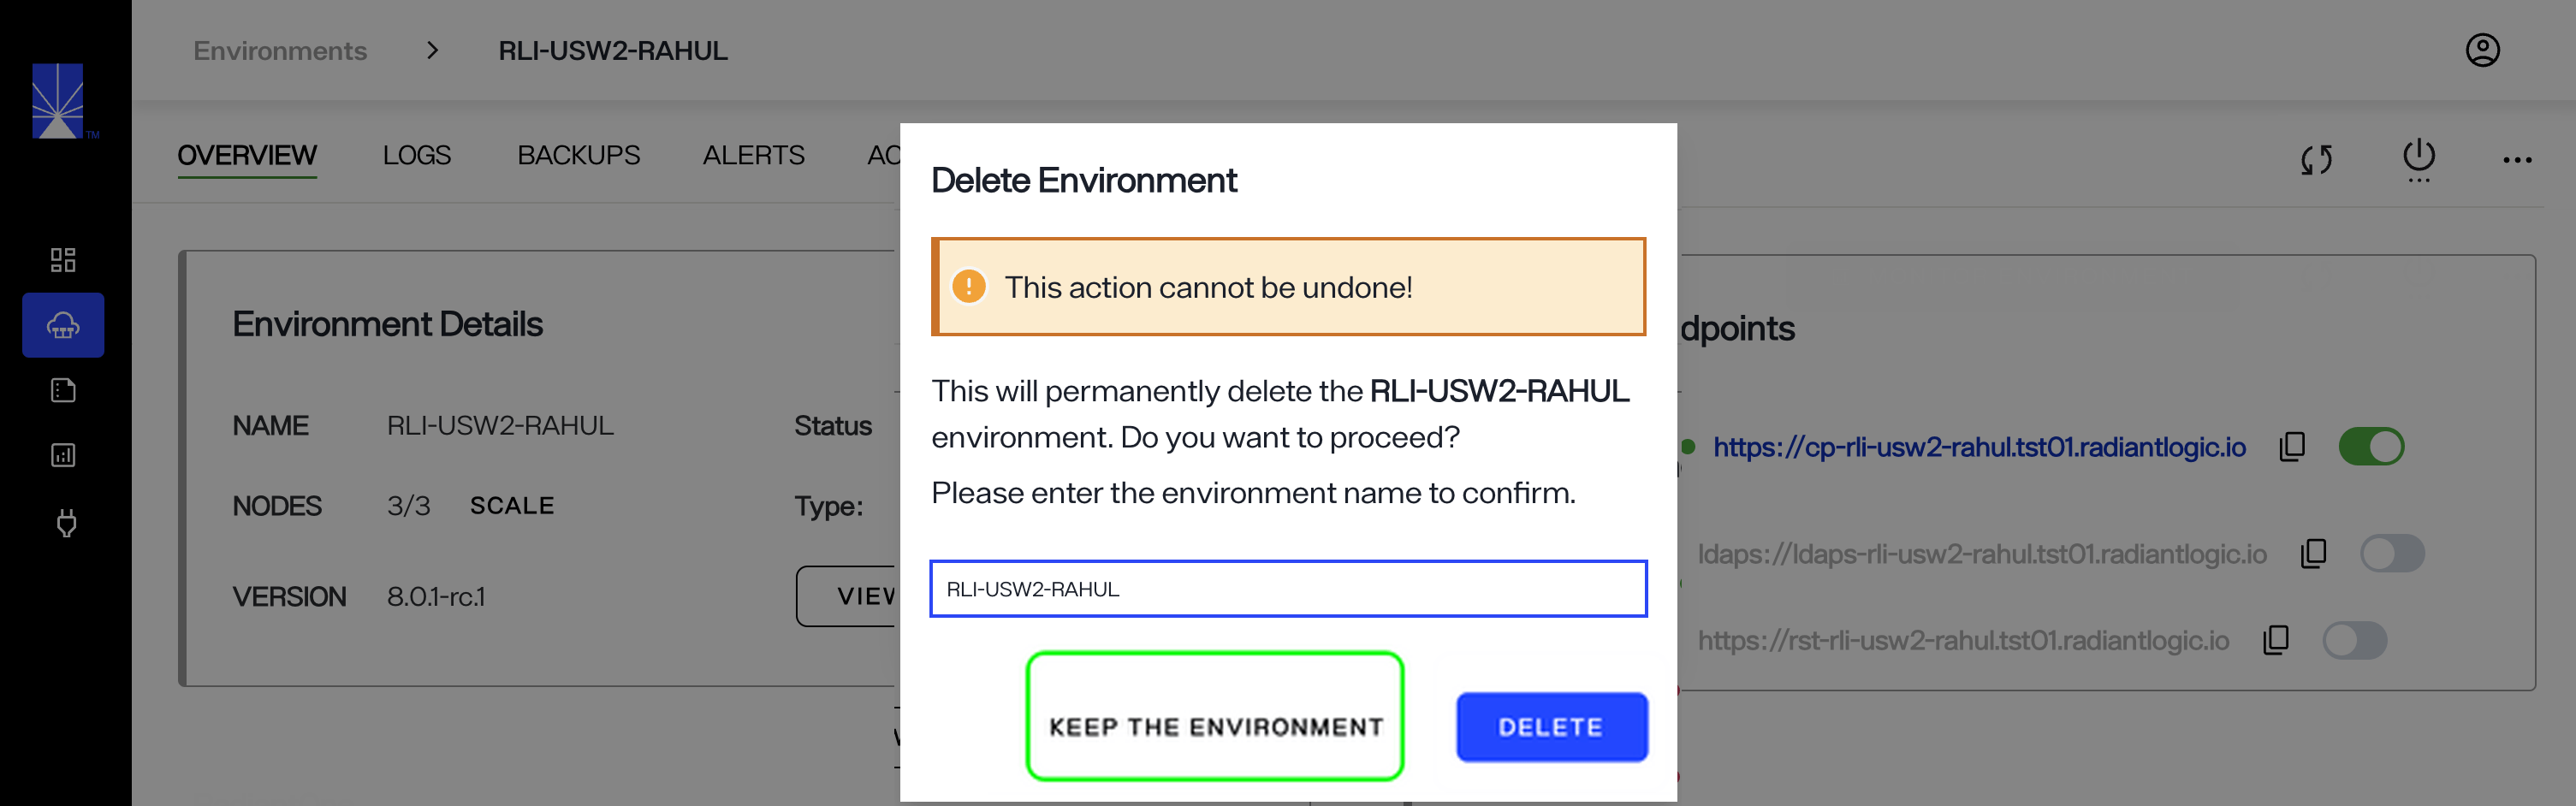 Environments > RLI-USW2-RAHUL
TM
OVERVIEW LOGS BACKUPS ALERTS
Delete Environment
This action cannot be undone!
Environment Details
dpoints
This will permanently delete the RLI-USW2-RAHUL
environment. Do you want to proceed?
Please enter the environment name to confirm.
NAME RLI-USW2-RAHUL Status
https://cp-rli-usw2-rahul.tst01.radiantlogic.io
NODES 3/3 SCALE Type:
ldaps://ldaps-rli-usw2-rahul.tst01.radiantlogic.io
VERSION 8.0.1-rc.1 VIEW
RLI-USW2-RAHUL
https://rst-rli-usw2-rahul.tst01.radiantlogic.io
KEEP THE ENVIRONMENT DELETE